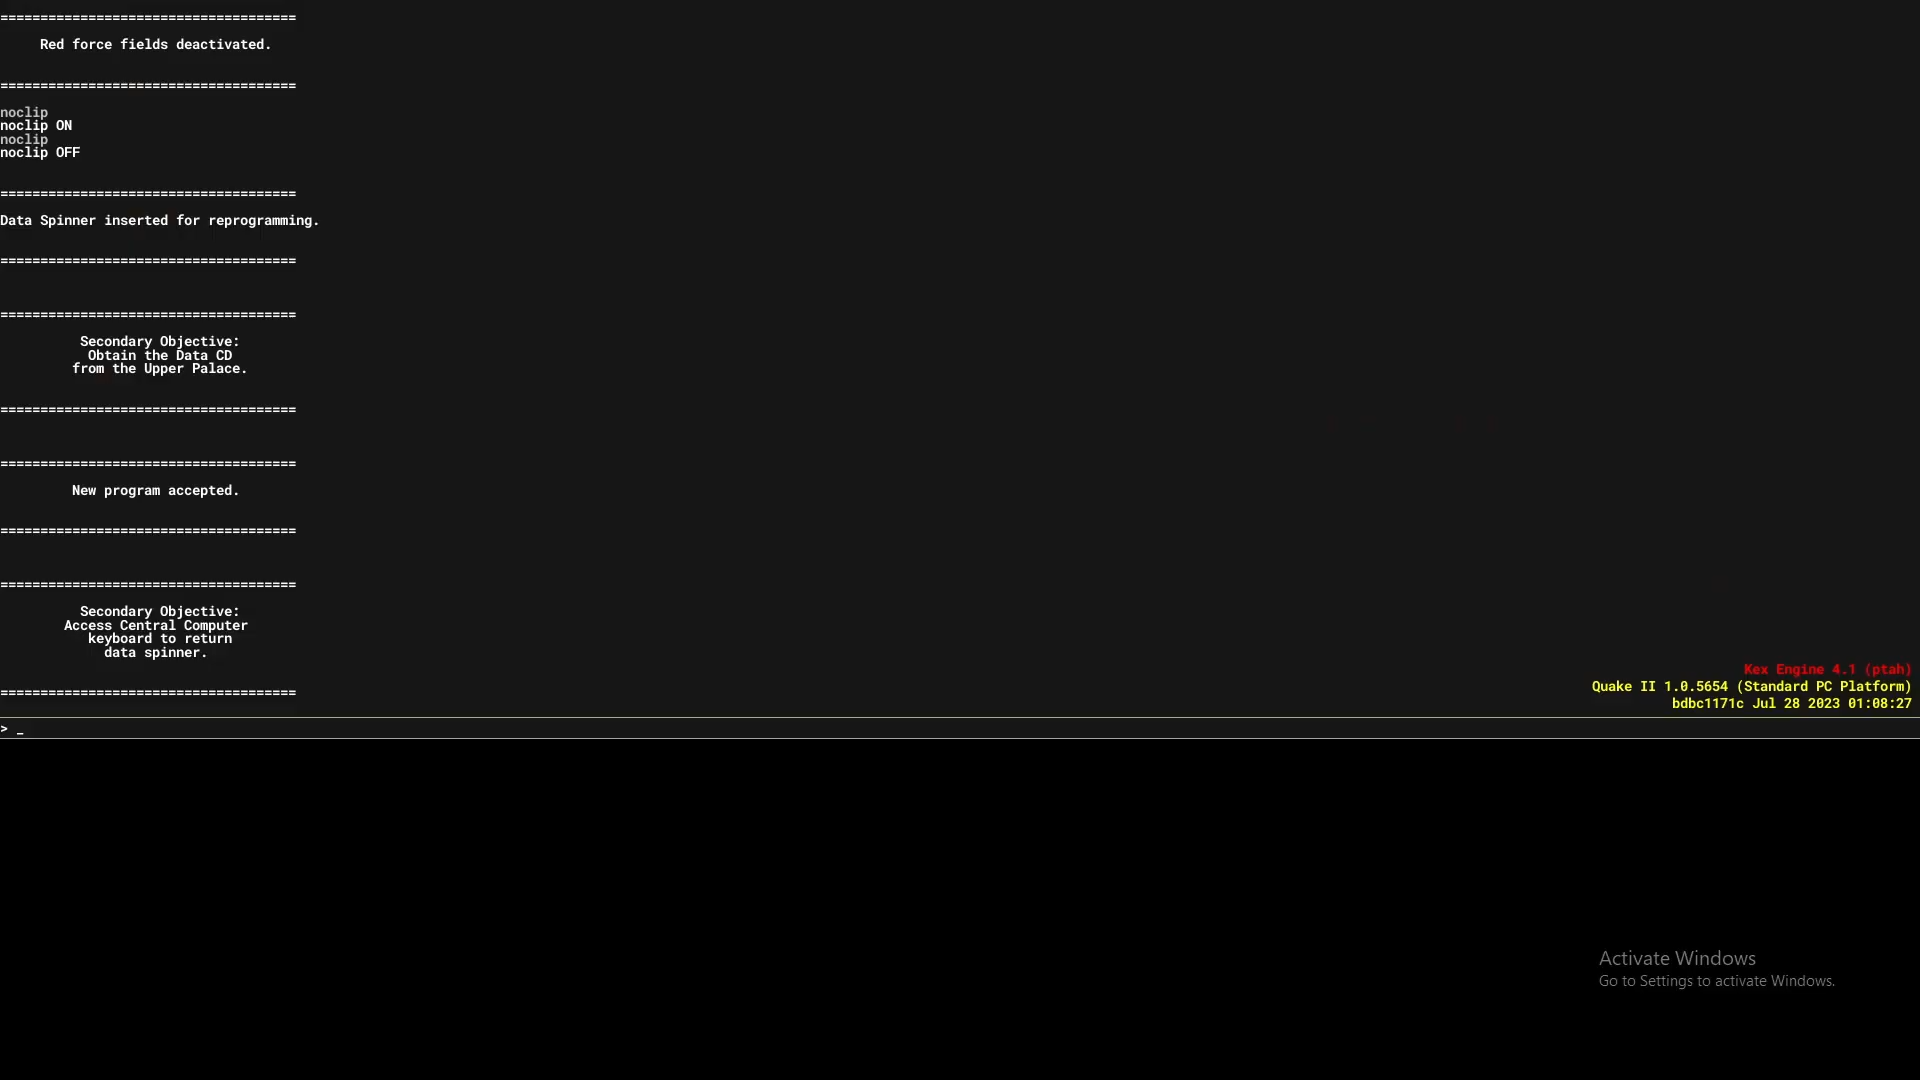 =====================================
Red force fields deactivated.
=====================================
noclip
noclip ON
noclip
noclip OFF
=====================================
Data Spinner inserted for reprogramming.
=====================================
=====================================
Secondary Objective:
Obtain the Data CD
from the Upper Palace.
=====================================
=====================================
New program accepted.
=====================================
=====================================
Secondary Objective:
Access Central Computer
keyboard to return
data spinner.
=====================================
Kex Engine 4.1 (ptah)
Quake II 1.0.5654 (Standard PC Platform)
bdbc1171c Jul 28 2023 01:08:27
> _
Activate Windows
Go to Settings to activate Windows.